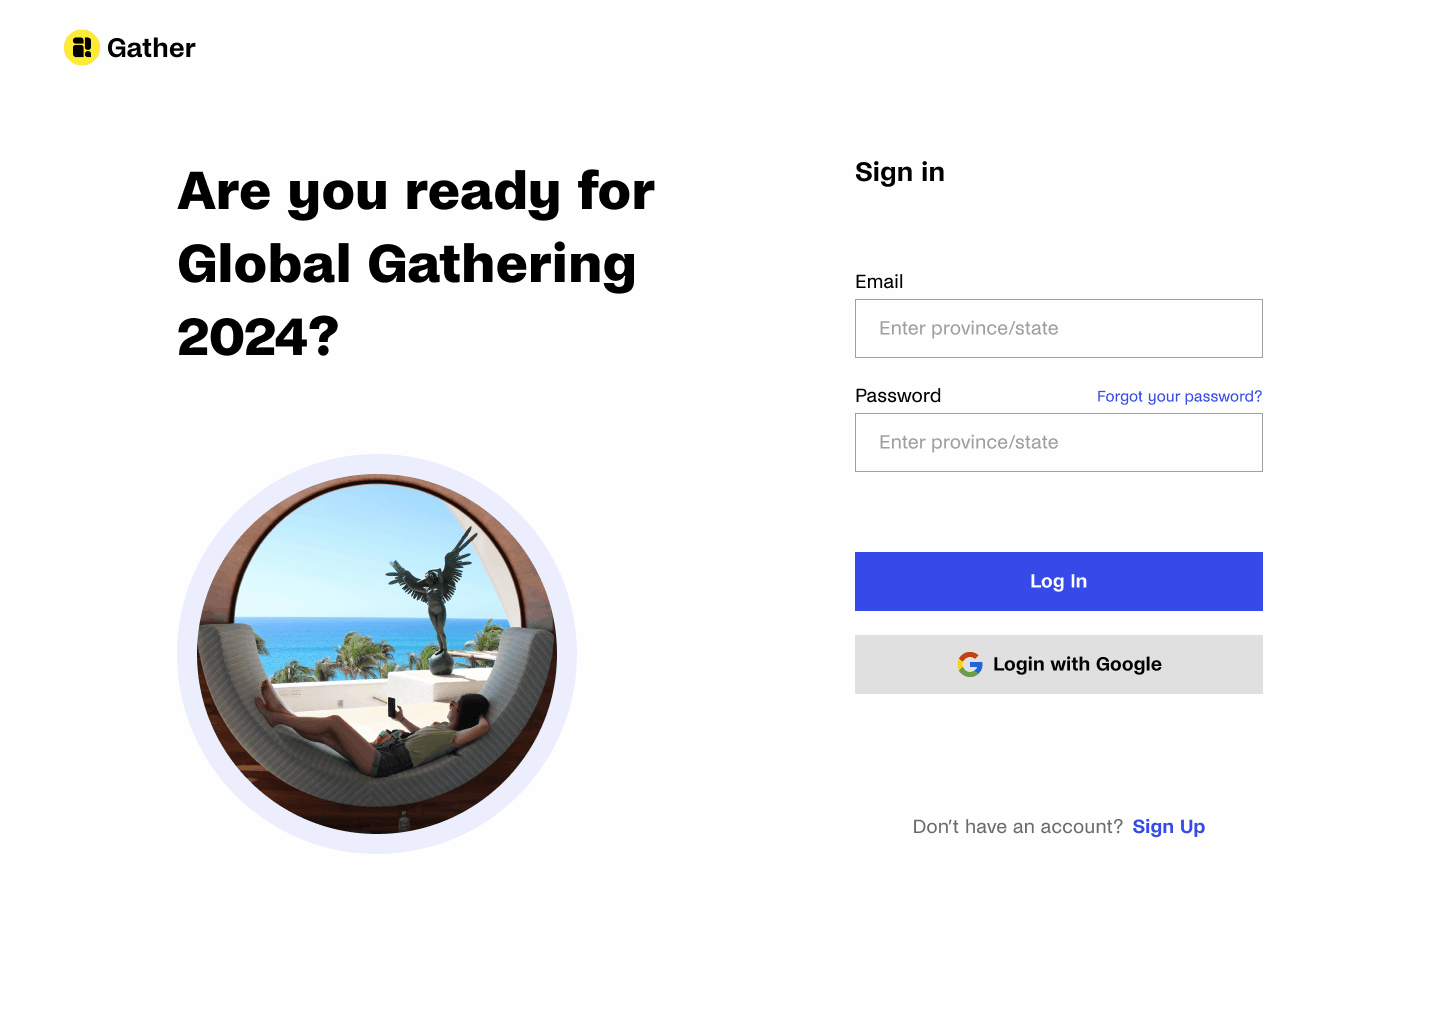 Gather
Are you ready for
Global Gathering
2024?
Sign in
Email
Enter province/state
Password
Forgot your password?
Enter province/state
Log In
Login with Google
Don't have an account? Sign Up